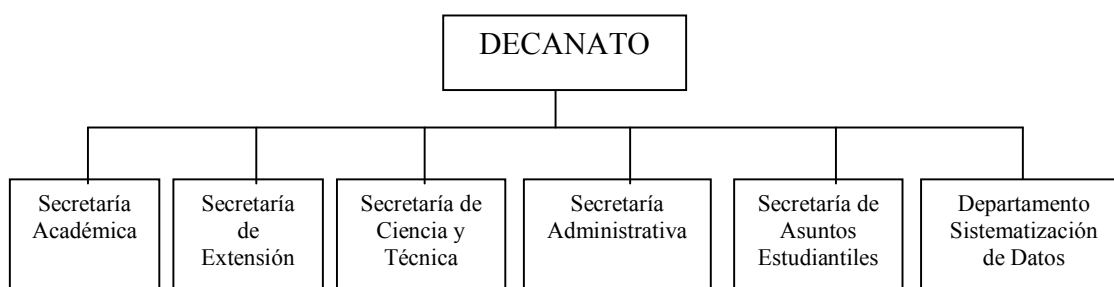 DECANATO
Secretaría
Académica
Secretaría
de
Extensión
Secretaría de
Ciencia y
Técnica
Secretaría
Administrativa
Secretaría de
Asuntos
Estudiantiles
Departamento
Sistematización
de Datos